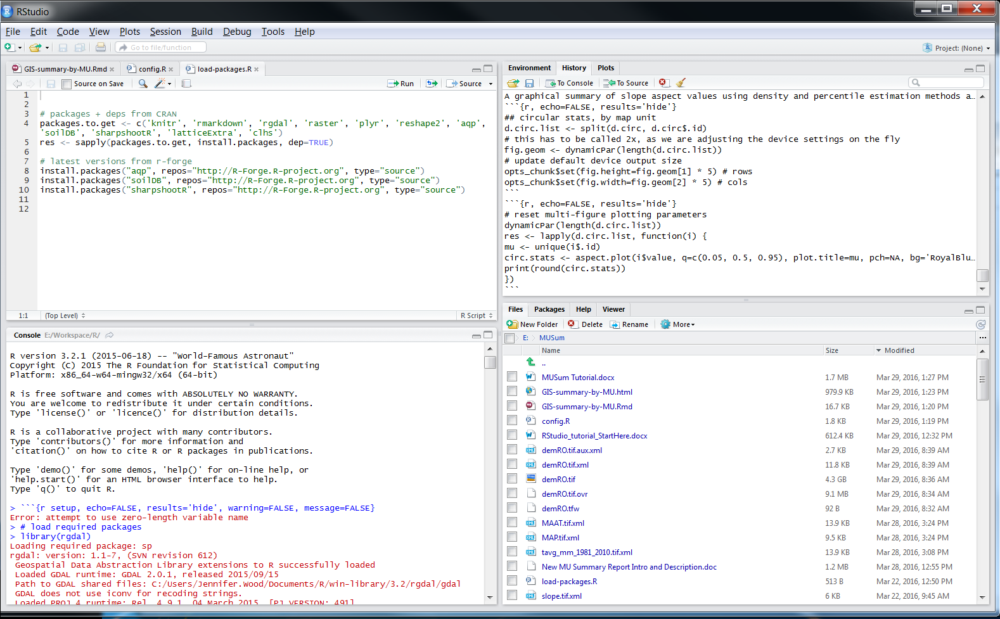 RStudio
File Edit Code View Plots Session Build Debug Tools Help
Go to file/function
Project: (None)
GIS-summary-by-MU.Rmd config.R load-packages.R
Source on Save Run Source
1
2
3 # packages + deps from CRAN
4 packages.to.get <- c('knitr', 'rmarkdown', 'rgdal', 'raster', 'plyr', 'reshape2', 'aqp',
'soilDB', 'sharpshootR', 'latticeExtra', 'clhs')
5 res <- sapply(packages.to.get, install.packages, dep=TRUE)
6
7 # latest versions from r-forge
8 install.packages("aqp", repos="http://R-Forge.R-project.org", type="source")
9 install.packages("soilDB", repos="http://R-Forge.R-project.org", type="source")
10 install.packages("sharpshootR", repos="http://R-Forge.R-project.org", type="source")
11
12
1:1 (Top Level) R Script
Console E:/Workspace/R/
R version 3.2.1 (2015-06-18) -- "World-Famous Astronaut"
Copyright (C) 2015 The R Foundation for Statistical Computing
Platform: x86_64-w64-mingw32/x64 (64-bit)
R is free software and comes with ABSOLUTELY NO WARRANTY.
You are welcome to redistribute it under certain conditions.
Type 'license()' or 'licence()' for distribution details.
R is a collaborative project with many contributors.
Type 'contributors()' for more information and
'citation()' on how to cite R or R packages in publications.
Type 'demo()' for some demos, 'help()' for on-line help, or
'help.start()' for an HTML browser interface to help.
Type 'q()' to quit R.
> ```{r setup, echo=FALSE, results='hide', warning=FALSE, message=FALSE}
Error: attempt to use zero-length variable name
> # load required packages
> library(rgdal)
Loading required package: sp
rgdal: version: 1.1-7, (SVN revision 612)
Geospatial Data Abstraction Library extensions to R successfully loaded
Loaded GDAL runtime: GDAL 2.0.1, released 2015/09/15
Path to GDAL shared files: C:/Users/Jennifer.Wood/Documents/R/win-library/3.2/rgdal/gdal
GDAL does not use iconv for recoding strings.
Loaded PROJ.4 runtime: Rel. 4.9.1, 04 March 2015, [PJ_VERSION: 491]
Environment History Plots
To Console To Source
A graphical summary of slope aspect values using density and percentile estimation methods a...
```{r, echo=FALSE, results='hide'}
## circular stats, by map unit
d.circ.list <- split(d.circ, d.circ$.id)
# this has to be called 2x, as we are adjusting the device settings on the fly
fig.geom <- dynamicPar(length(d.circ.list))
# update default device output size
opts_chunk$set(fig.height=fig.geom[1] * 5) # rows
opts_chunk$set(fig.width=fig.geom[2] * 5) # cols
```
```{r, echo=FALSE, results='hide'}
# reset multi-figure plotting parameters
dynamicPar(length(d.circ.list))
res <- lapply(d.circ.list, function(i) {
mu <- unique(i$.id)
circ.stats <- aspect.plot(i$value, q=c(0.05, 0.5, 0.95), plot.title=mu, pch=NA, bg='RoyalBlu...
print(round(circ.stats))
})
```
Files Packages Help Viewer
New Folder Delete Rename More
E: MUSum ...
Name Size Modified
..
MUSum Tutorial.docx 1.7 MB Mar 29, 2016, 1:27 PM
GIS-summary-by-MU.html 979.9 KB Mar 29, 2016, 1:23 PM
GIS-summary-by-MU.Rmd 16.7 KB Mar 29, 2016, 1:20 PM
config.R 1.8 KB Mar 29, 2016, 1:19 PM
RStudio_tutorial_StartHere.docx 612.4 KB Mar 29, 2016, 12:32 PM
demRO.tif.aux.xml 2.7 KB Mar 29, 2016, 8:39 AM
demRO.tif.xml 11.8 KB Mar 29, 2016, 8:39 AM
demRO.tif 4.3 GB Mar 29, 2016, 8:36 AM
demRO.tif.ovr 9.1 MB Mar 29, 2016, 8:34 AM
demRO.tfw 92 B Mar 29, 2016, 8:32 AM
MAAT.tif.xml 13.9 KB Mar 28, 2016, 3:24 PM
MAP.tif.xml 9.5 KB Mar 28, 2016, 3:24 PM
tavg_mm_1981_2010.tif.xml 13.9 KB Mar 28, 2016, 3:08 PM
New MU Summary Report Intro and Description.doc 1.2 MB Mar 28, 2016, 12:55 PM
load-packages.R 513 B Mar 22, 2016, 12:50 PM
slope.tif.xml 6 KB Mar 22, 2016, 9:45 AM